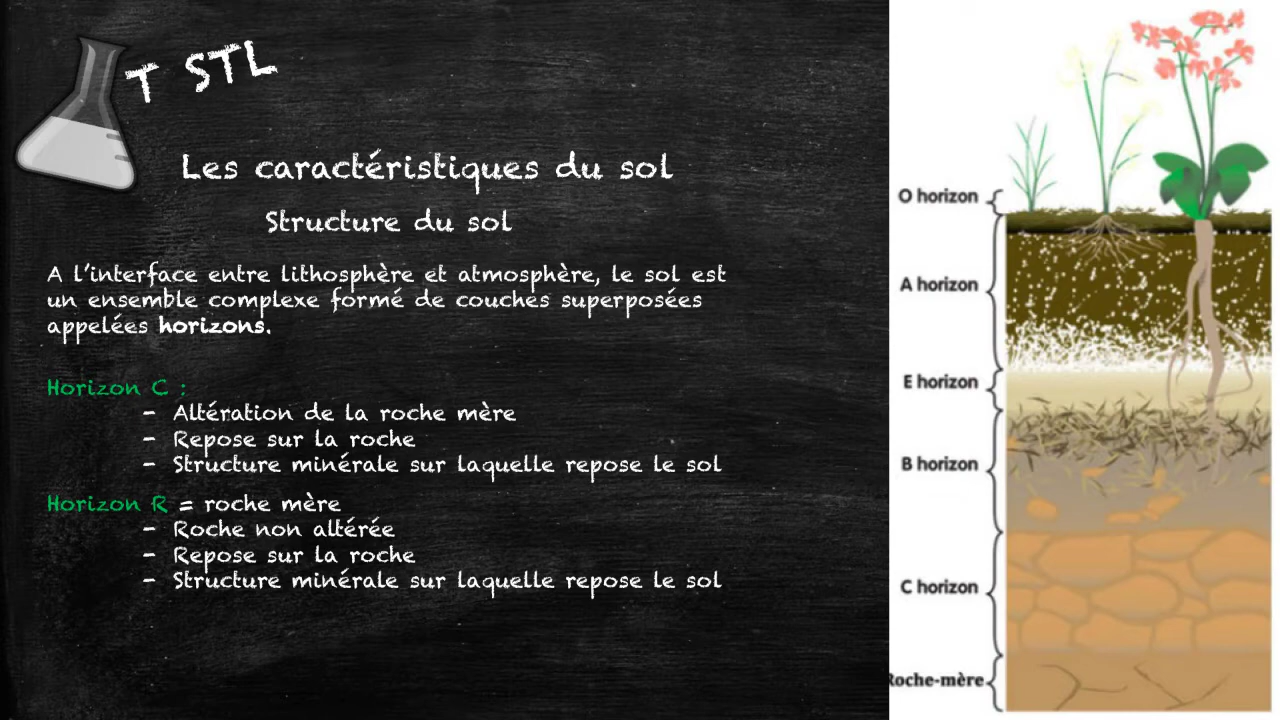 T STL
Les caractéristiques du sol
Structure du sol
A l'interface entre lithosphère et atmosphère, le sol est
un ensemble complexe formé de couches superposées
appelées horizons.
Horizon C :
- Altération de la roche mère
- Repose sur la roche
- Structure minérale sur laquelle repose le sol
Horizon R = roche mère
- Roche non altérée
- Repose sur la roche
- Structure minérale sur laquelle repose le sol
O horizon
A horizon
E horizon
B horizon
C horizon
Roche-mère